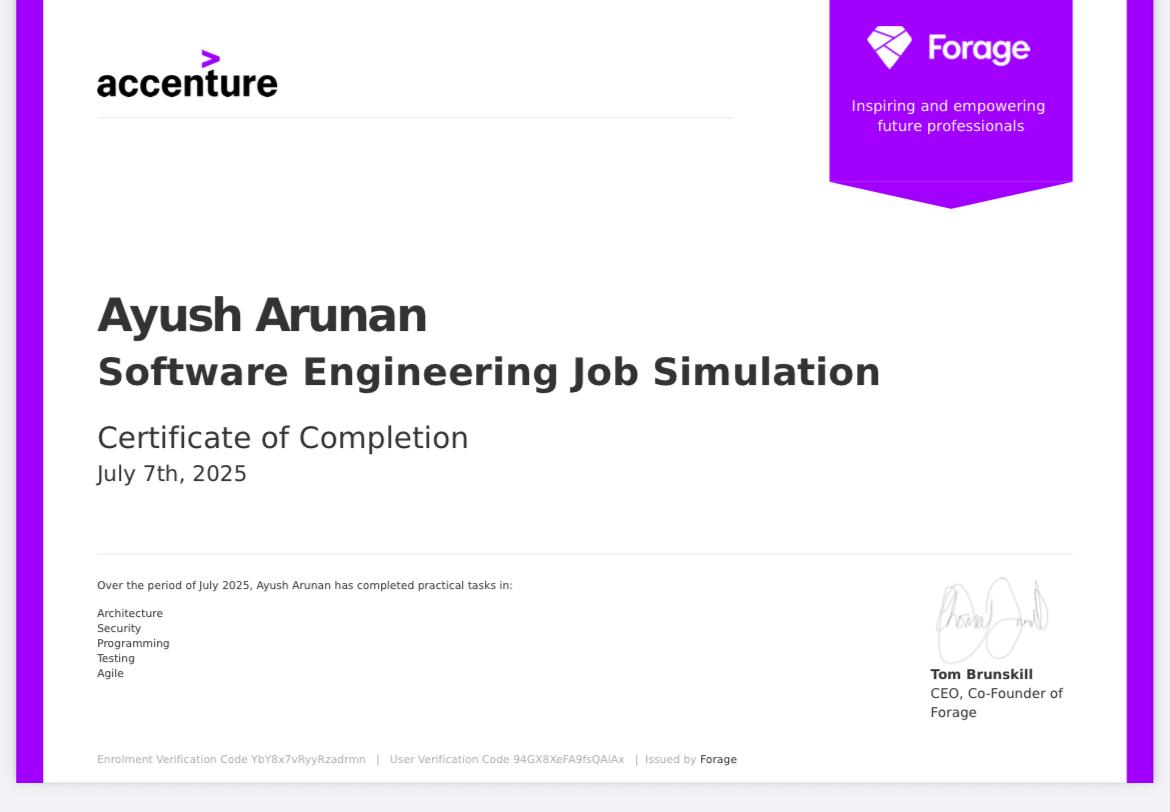 accenture
Forage
Inspiring and empowering
future professionals
Ayush Arunan
Software Engineering Job Simulation
Certificate of Completion
July 7th, 2025
Over the period of July 2025, Ayush Arunan has completed practical tasks in:
Architecture
Security
Programming
Testing
Agile
Tom Brunskill
CEO, Co-Founder of
Forage
Enrolment Verification Code YbY8x7vRyyRzadrmn | User Verification Code 94GX8XeFA9fsQAiAx | Issued by Forage